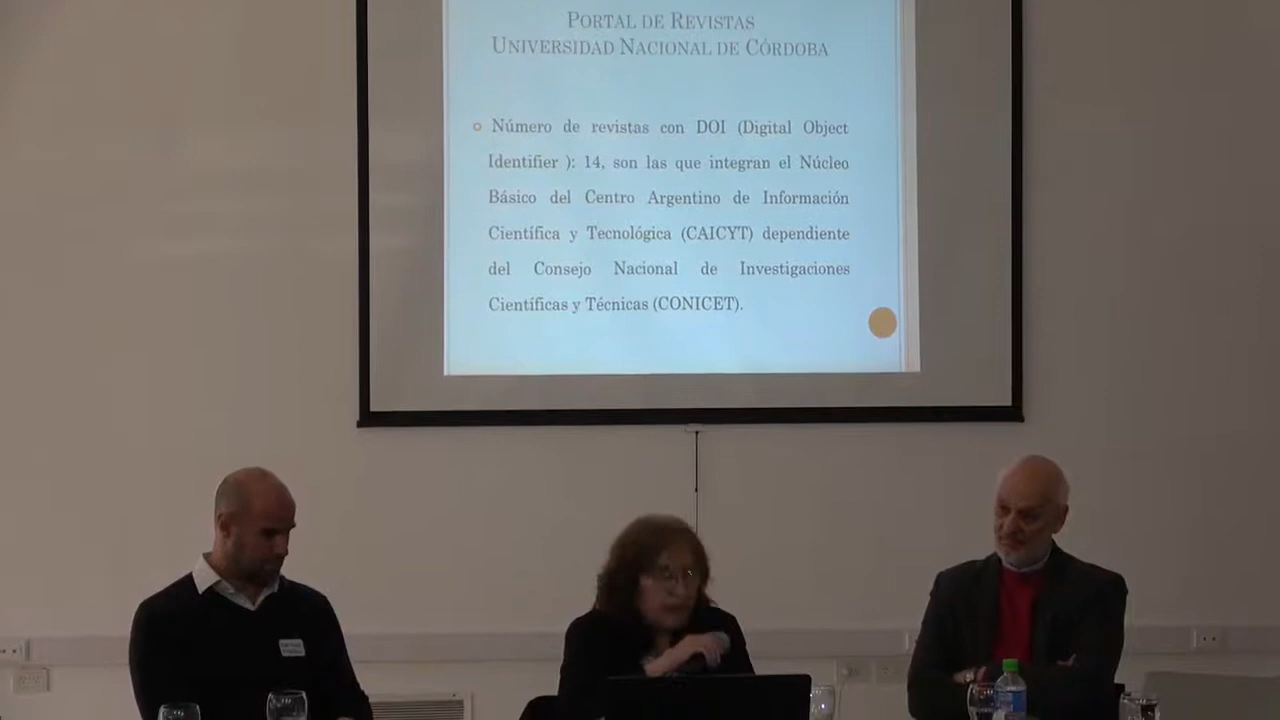 PORTAL DE REVISTAS
UNIVERSIDAD NACIONAL DE CÓRDOBA
Número de revistas con DOI (Digital Object
Identifier ): 14, son las que integran el Núcleo
Básico del Centro Argentino de Información
Científica y Tecnológica (CAICYT) dependiente
del Consejo Nacional de Investigaciones
Científicas y Técnicas (CONICET).